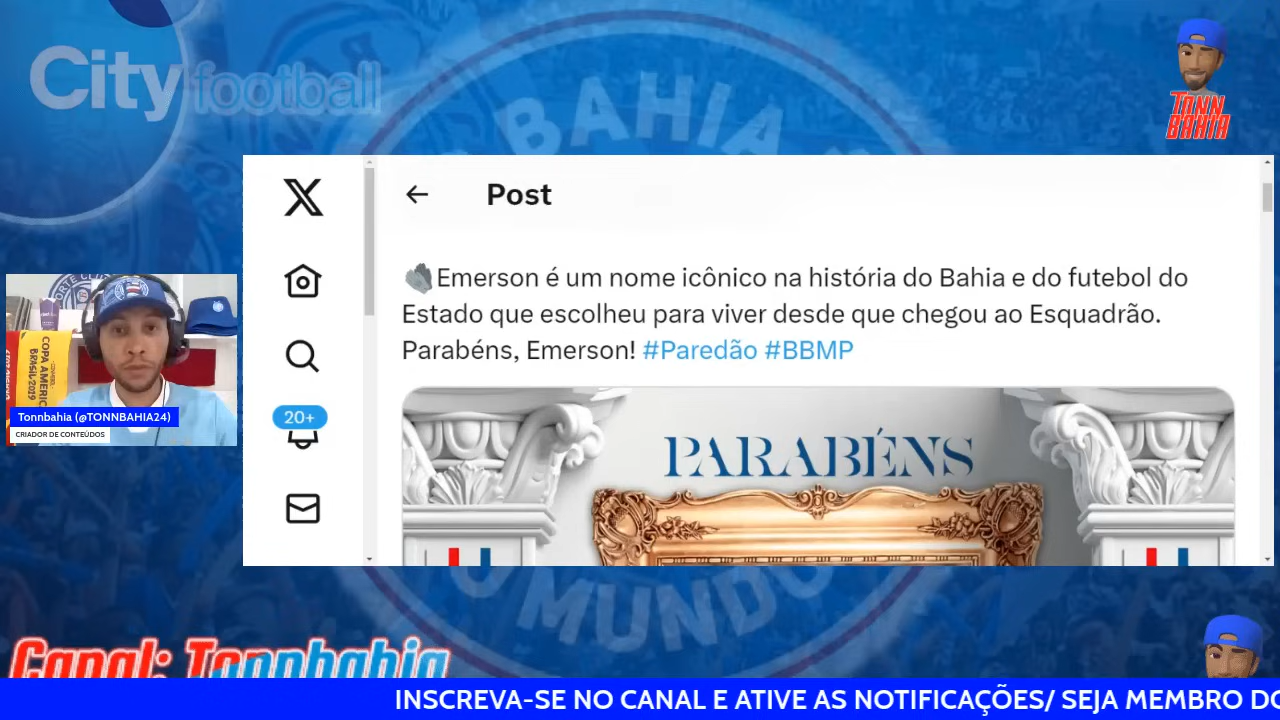 City football
BAHIA
TONN
BAHIA
Post
Emerson é um nome icônico na história do Bahia e do futebol do
Estado que escolheu para viver desde que chegou ao Esquadrão.
Parabéns, Emerson! #Paredão #BBMP
20+
PARABÉNS
COPA AMERICA
BRASIL 2019
Tonnbahia (@TONNBAHIA24)
CRIADOR DE CONTEÚDOS
O MUNDO
Canal: Tonnbahia
INSCREVA-SE NO CANAL E ATIVE AS NOTIFICAÇÕES/ SEJA MEMBRO DO